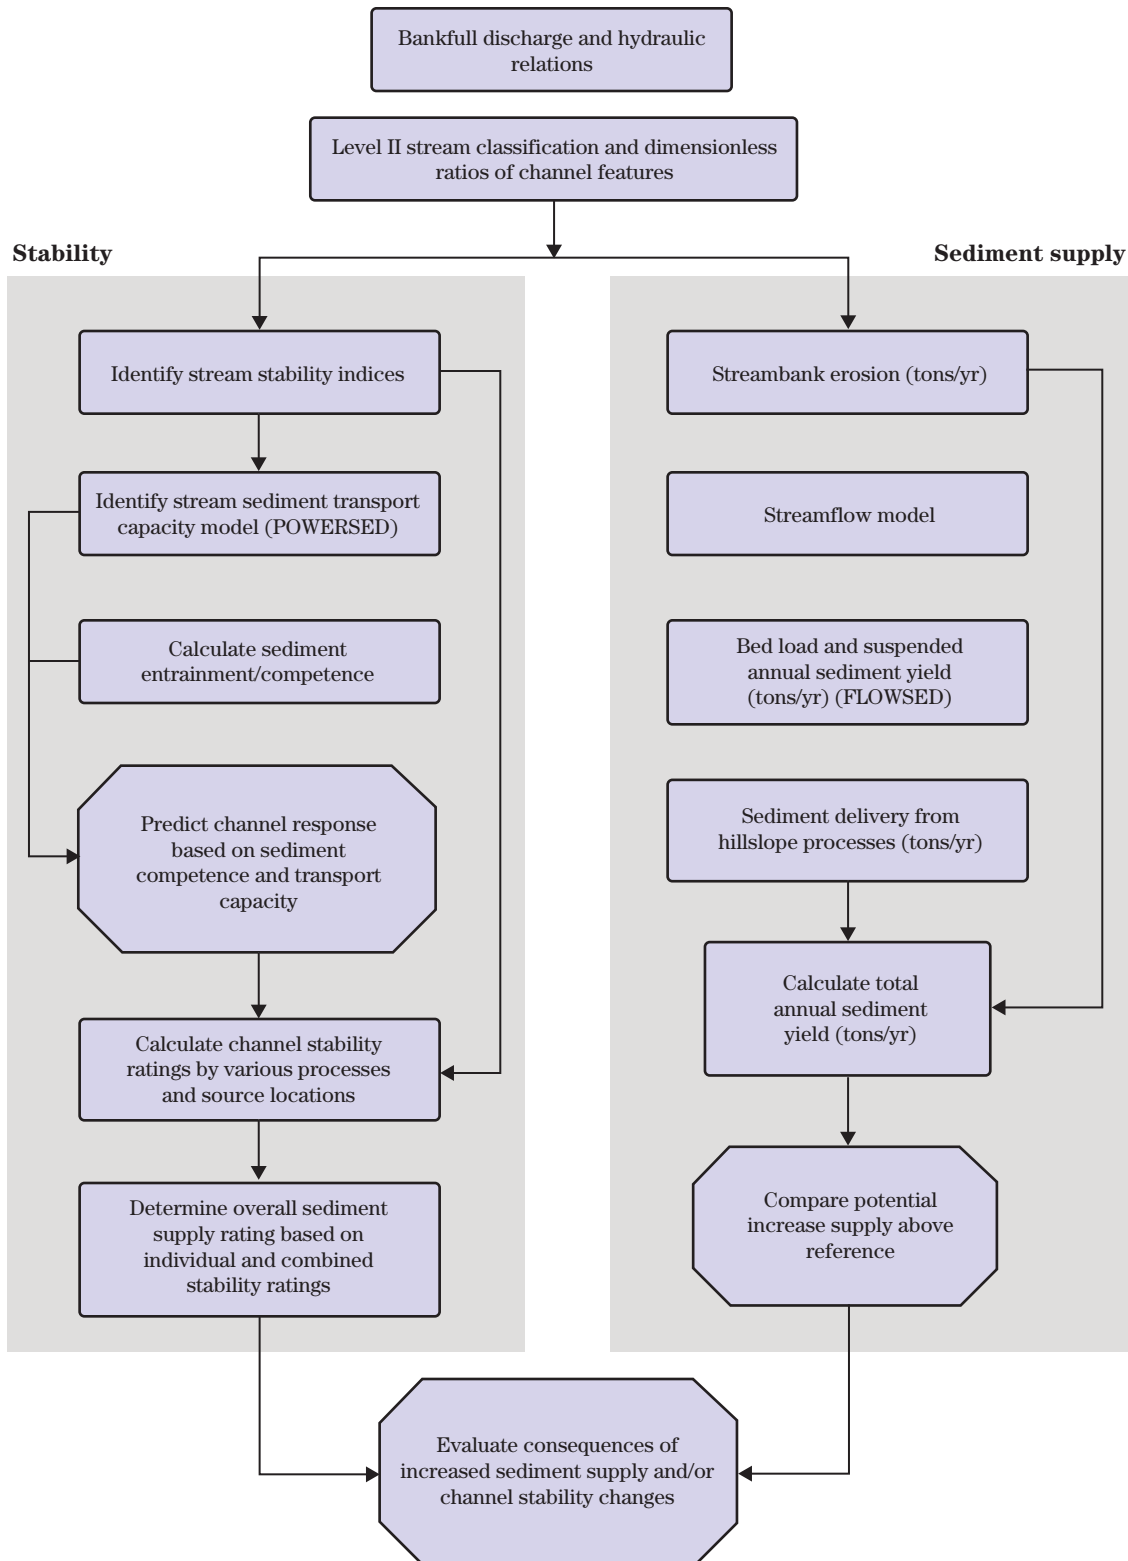 Bankfull discharge and hydraulic
relations
Level II stream classification and dimensionless
ratios of channel features
Stability
Identify stream stability indices
Identify stream sediment transport
capacity model (POWERSED)
Calculate sediment
entrainment/competence
Predict channel response
based on sediment
competence and transport
capacity
Calculate channel stability
ratings by various processes
and source locations
Determine overall sediment
supply rating based on
individual and combined
stability ratings
Sediment supply
Streambank erosion (tons/yr)
Streamflow model
Bed load and suspended
annual sediment yield
(tons/yr) (FLOWSED)
Sediment delivery from
hillslope processes (tons/yr)
Calculate total
annual sediment
yield (tons/yr)
Compare potential
increase supply above
reference
Evaluate consequences of
increased sediment supply and/or
channel stability changes